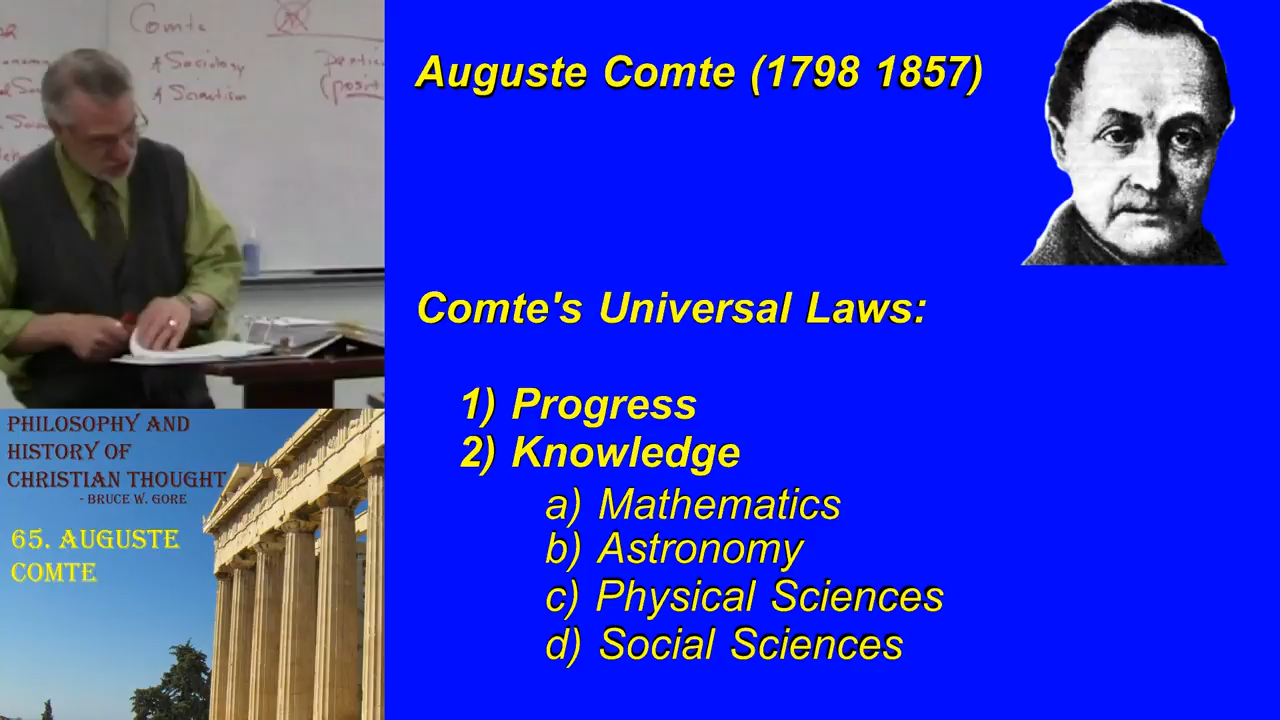 Comte
Sociology
Scientism
Auguste Comte (1798 1857)
Comte's Universal Laws:
1) Progress
2) Knowledge
a) Mathematics
b) Astronomy
c) Physical Sciences
d) Social Sciences
PHILOSOPHY AND
HISTORY OF
CHRISTIAN THOUGHT
- BRUCE W. GORE
65. AUGUSTE
COMTE